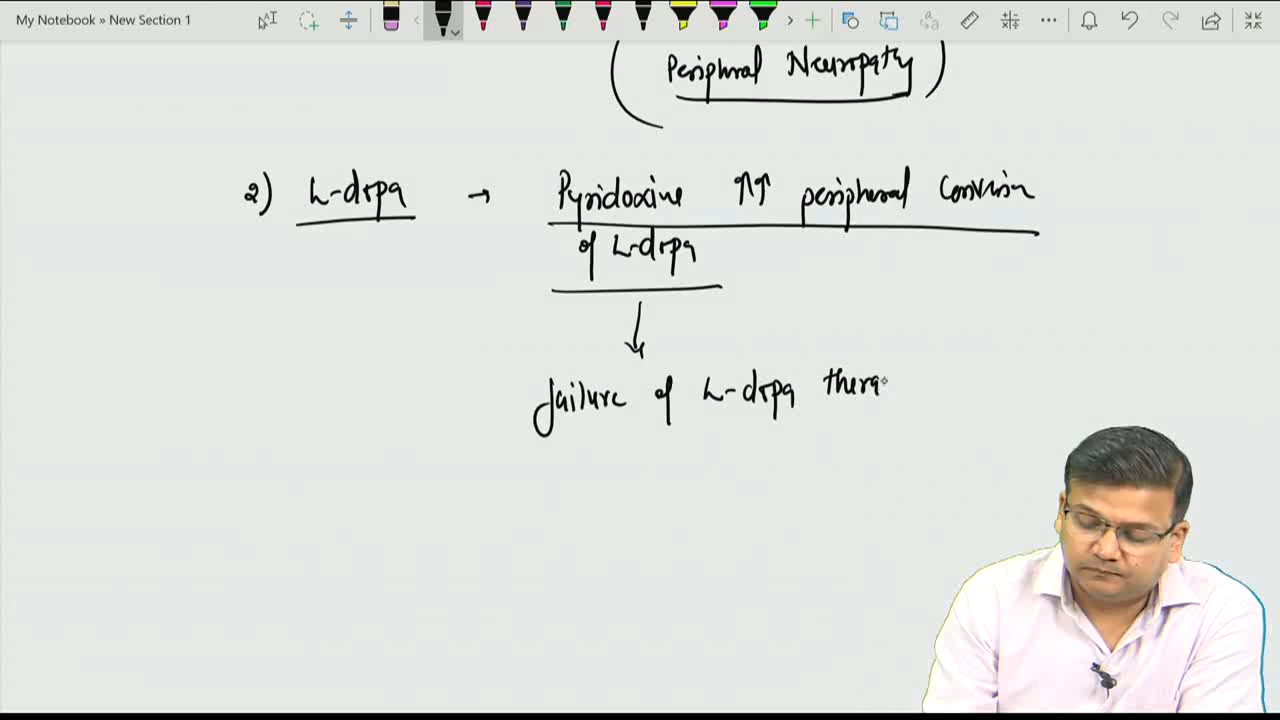 My Notebook » New Section 1
(Peripheral Neuropathy)
2) L-dopa → Pyridoxine ↑↑ peripheral Conversion
of L-dopa
↓
failure of L-dopa thera